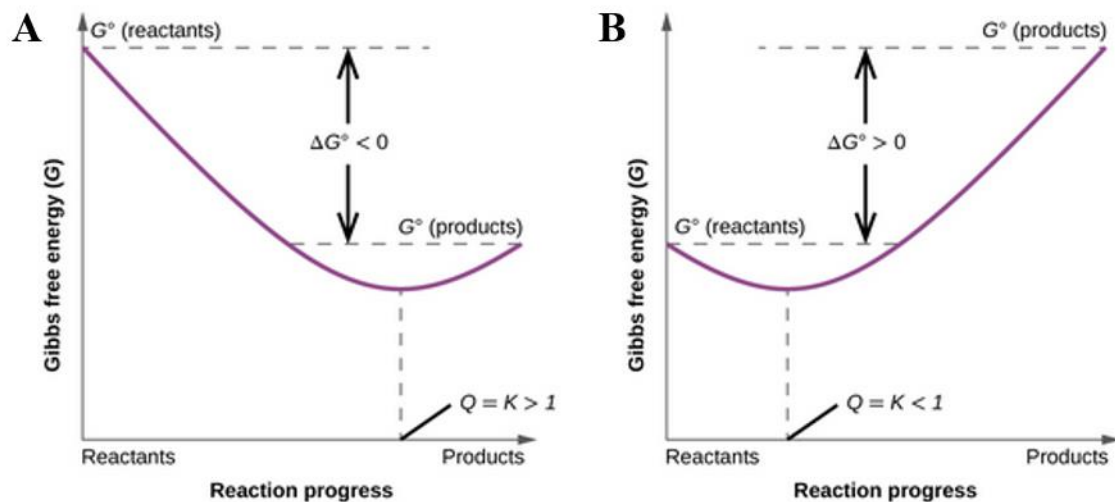 A
G° (reactants)
ΔG° < 0
G° (products)
Gibbs free energy (G)
Q = K > 1
Reactants
Products
Reaction progress
B
G° (products)
ΔG° > 0
G° (reactants)
Gibbs free energy (G)
Q = K < 1
Reactants
Products
Reaction progress